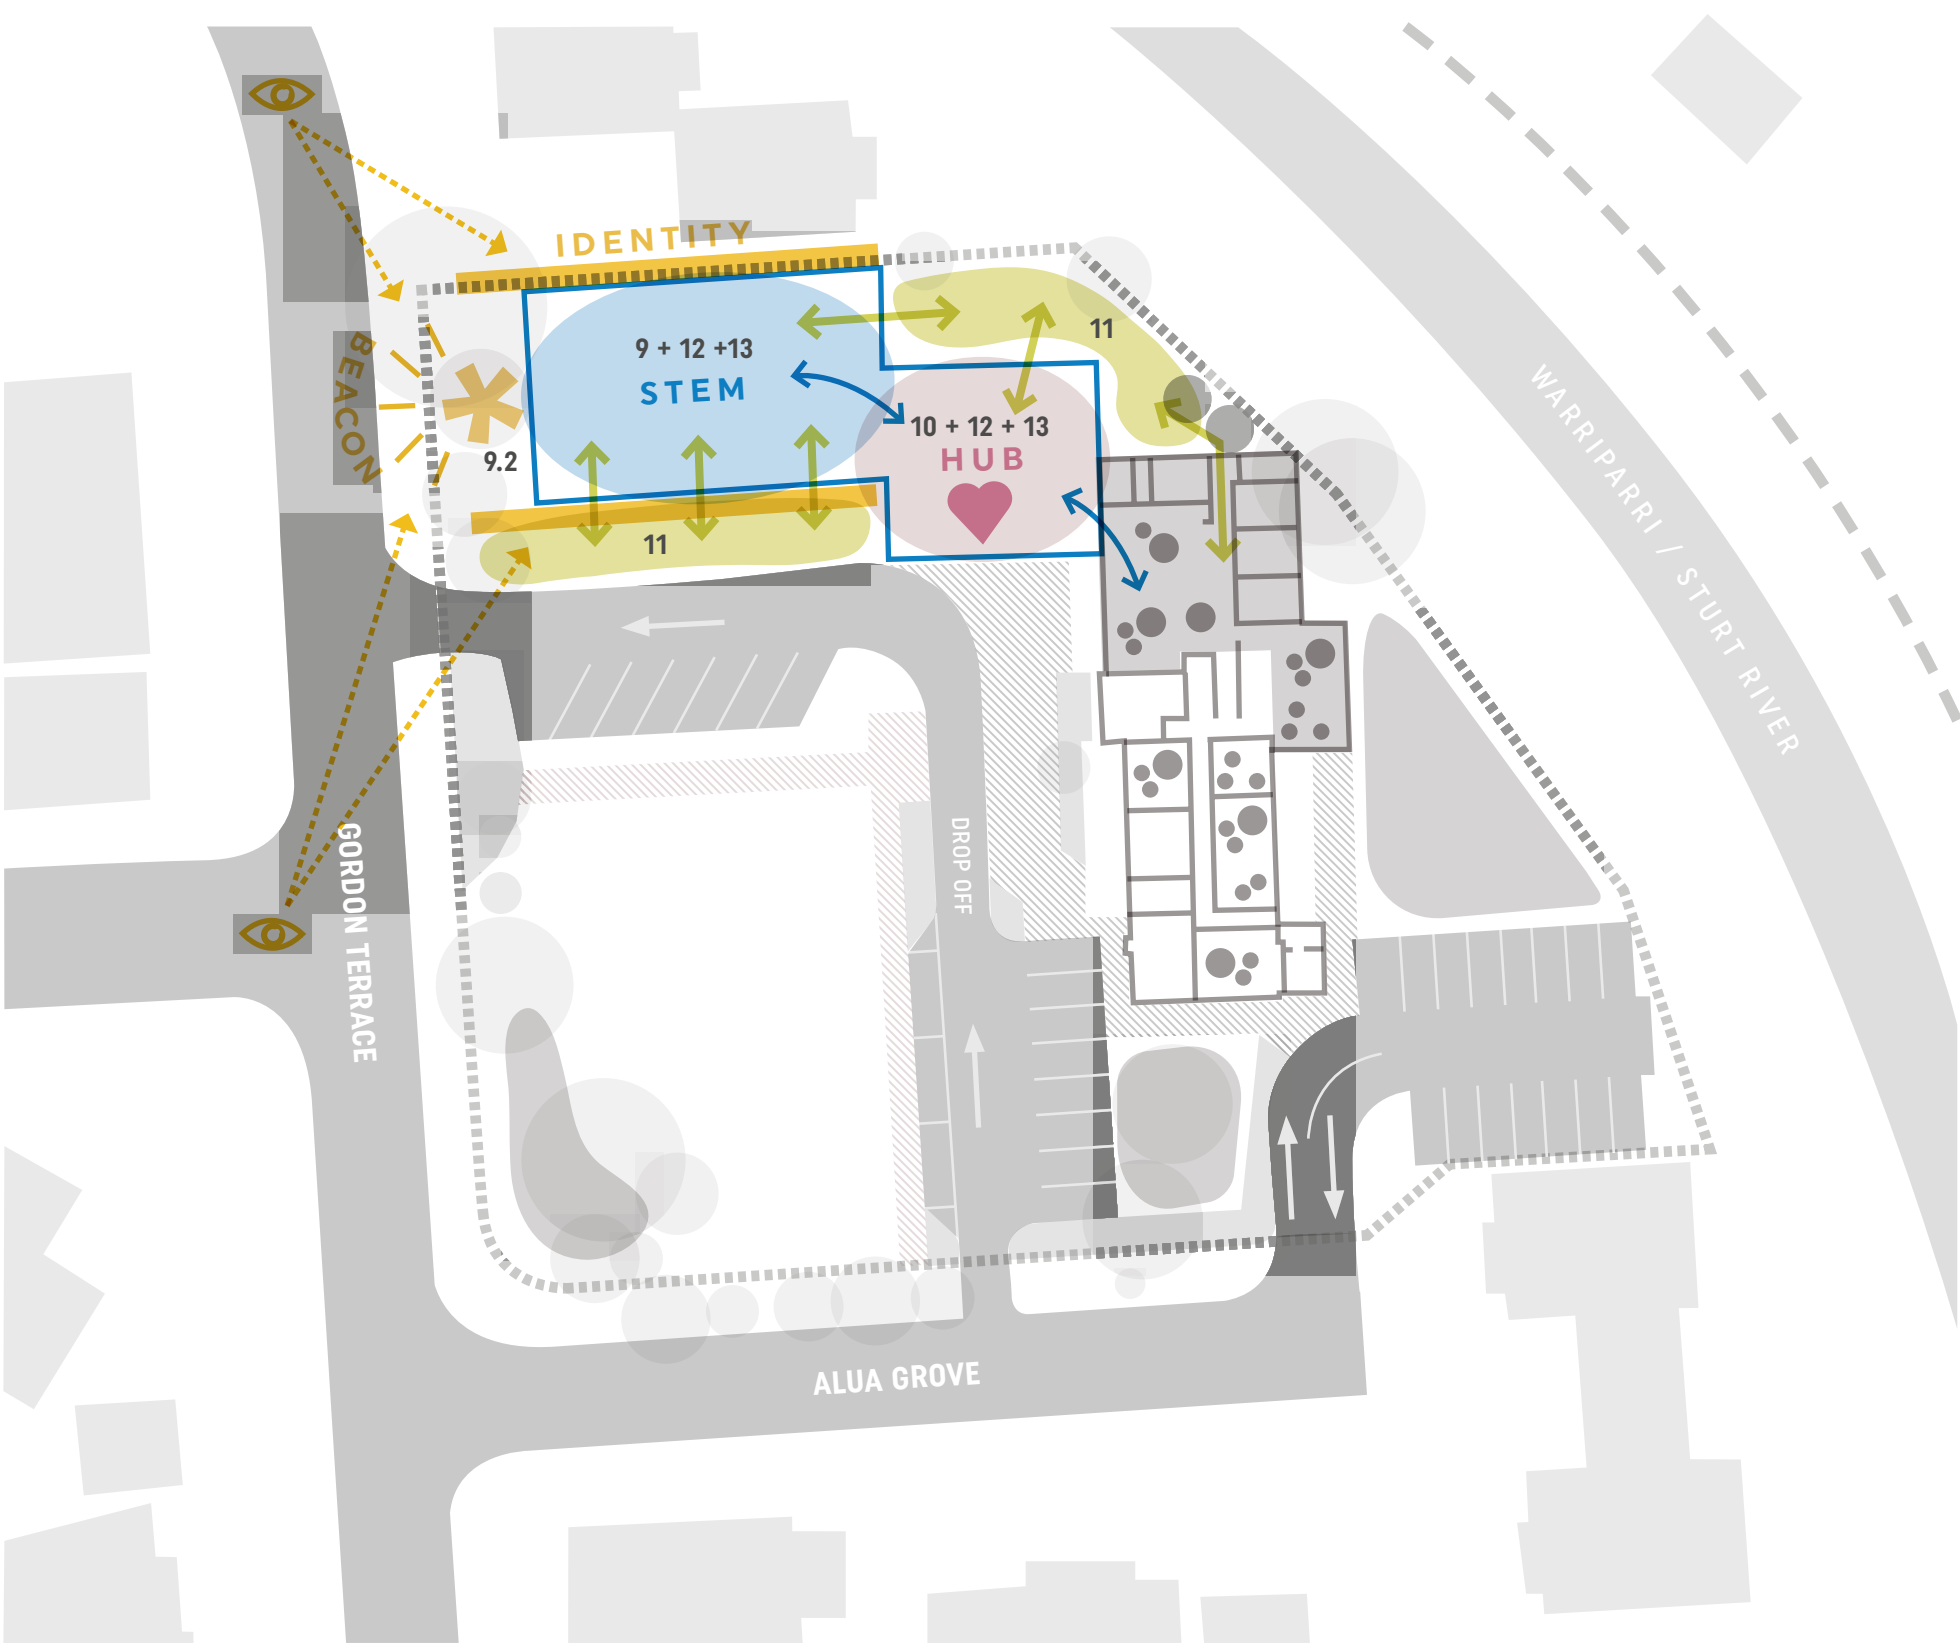 IDENTITY
BEACON
9 + 12 +13
STEM
9.2
11
10 + 12 + 13
HUB
11
WARRIPARRI / STURT RIVER
GORDON TERRACE
DROP OFF
ALUA GROVE